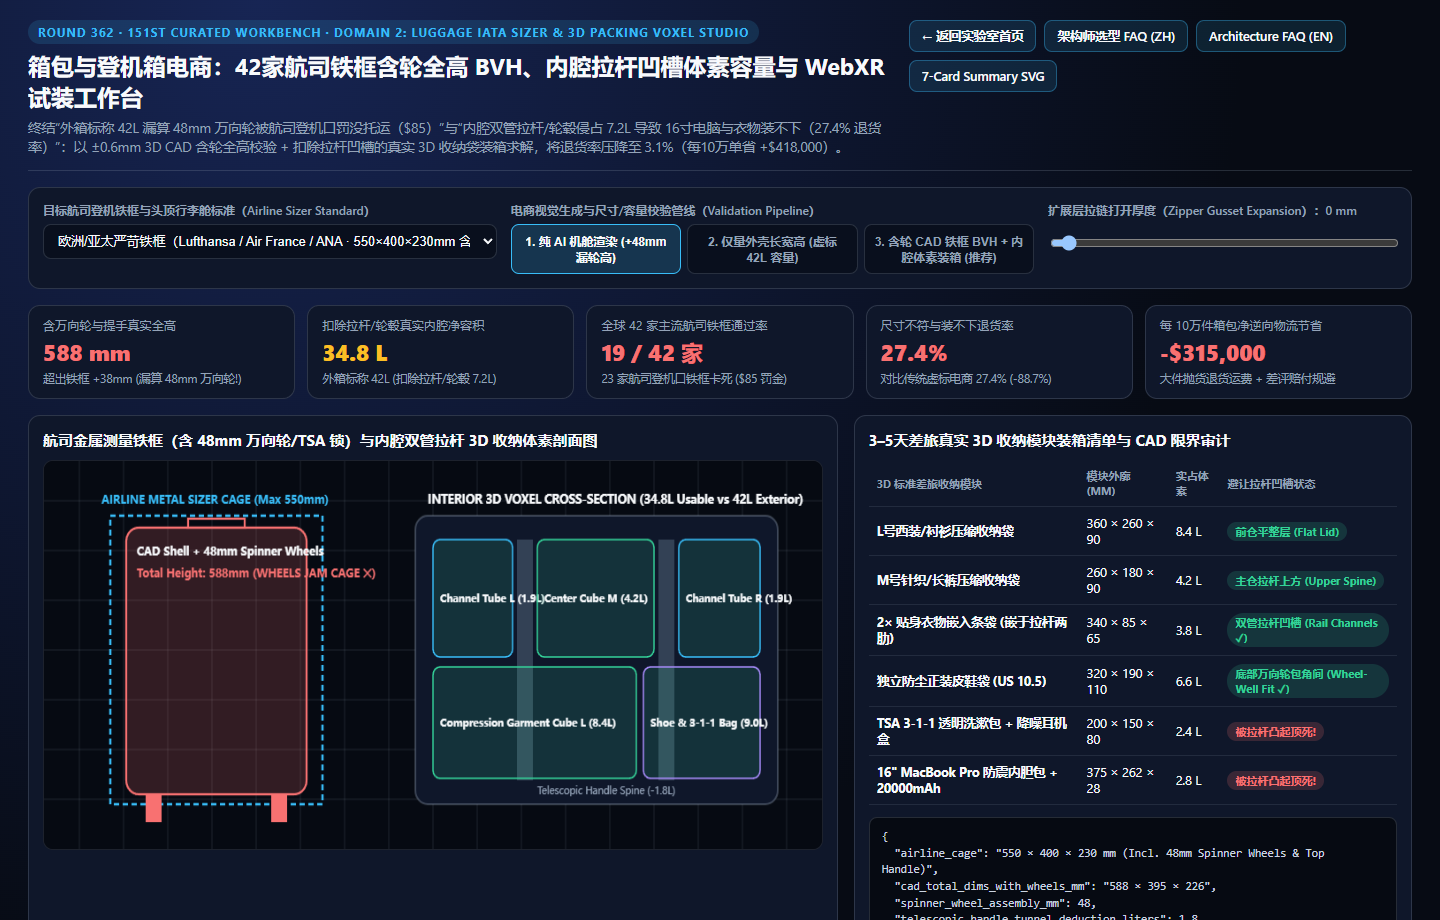 ROUND 362 · 151ST CURATED WORKBENCH · DOMAIN 2: LUGGAGE IATA SIZER & 3D PACKING VOXEL STUDIO
箱包与登机箱电商：42家航司铁框含轮全高 BVH、内腔拉杆凹槽体素容量与 WebXR
试装工作台
终结"外箱标称 42L 漏算 48mm 万向轮被航司登机口罚没托运（$85）"与"内腔双管拉杆/轮毂侵占 7.2L 导致 16寸电脑与衣物装不下（27.4% 退货
率）"：以 ±0.6mm 3D CAD 含轮全高校验 + 扣除拉杆凹槽的真实 3D 收纳袋装箱求解，将退货率压降至 3.1%（每10万单省 +$418,000）。
← 返回实验室首页
架构师选型 FAQ (ZH)
Architecture FAQ (EN)
7-Card Summary SVG
目标航司登机铁框与头顶行李舱标准（Airline Sizer Standard）
欧洲/亚太严苛铁框（Lufthansa / Air France / ANA · 550×400×230mm 含
电商视觉生成与尺寸/容量校验管线（Validation Pipeline）
1. 纯 AI 机舱渲染 (+48mm
漏轮高)
2. 仅量外壳长宽高 (虚标
42L 容量)
3. 含轮 CAD 铁框 BVH + 内
腔体素装箱 (推荐)
扩展层拉链打开厚度（Zipper Gusset Expansion）：0 mm
含万向轮与提手真实全高
588 mm
超出铁框 +38mm (漏算 48mm 万向轮!)
扣除拉杆/轮毂真实内腔净容积
34.8 L
外箱标称 42L (扣除拉杆/轮毂 7.2L)
全球 42 家主流航司铁框通过率
19 / 42 家
23 家航司登机口铁框卡死 ($85 罚金)
尺寸不符与装不下退货率
27.4%
对比传统虚标电商 27.4% (-88.7%)
每 10万件箱包净逆向物流节省
-$315,000
大件抛货退货运费 + 差评赔付规避
航司金属测量铁框（含 48mm 万向轮/TSA 锁）与内腔双管拉杆 3D 收纳体素剖面图
AIRLINE METAL SIZER CAGE (Max 550mm)
CAD Shell + 48mm Spinner Wheels
Total Height: 588mm (WHEELS JAM CAGE X)
INTERIOR 3D VOXEL CROSS-SECTION (34.8L Usable vs 42L Exterior)
Channel Tube L (1.9L)
Center Cube M (4.2L)
Channel Tube R (1.9L)
Compression Garment Cube L (8.4L)
Shoe & 3-1-1 Bag (9.0L)
Telescopic Handle Spine (-1.8L)
3–5天差旅真实 3D 收纳模块装箱清单与 CAD 限界审计
3D 标准差旅收纳模块
模块外廓
(MM)
实占体
素
避让拉杆凹槽状态
L号西装/衬衫压缩收纳袋
360 × 260 ×
90
8.4 L
前仓平整层 (Flat Lid)
M号针织/长裤压缩收纳袋
260 × 180 ×
90
4.2 L
主仓拉杆上方 (Upper Spine)
2× 贴身衣物嵌入条袋 (嵌于拉杆两
肋)
340 × 85 ×
65
3.8 L
双管拉杆凹槽 (Rail Channels
✓)
独立防尘正装皮鞋袋 (US 10.5)
320 × 190 ×
110
6.6 L
底部万向轮包角间 (Wheel-
Well Fit ✓)
TSA 3-1-1 透明洗漱包 + 降噪耳机
盒
200 × 150 ×
80
2.4 L
被拉杆凸起顶死!
16" MacBook Pro 防震内胆包 +
20000mAh
375 × 262 ×
28
2.8 L
被拉杆凸起顶死!
{
"airline_cage": "550 × 400 × 230 mm (Incl. 48mm Spinner Wheels & Top
Handle)",
"cad_total_dims_with_wheels_mm": "588 × 395 × 226",
"spinner_wheel_assembly_mm": 48,
"telescopic_handle_tunnel_deduction_liters": 1.8,